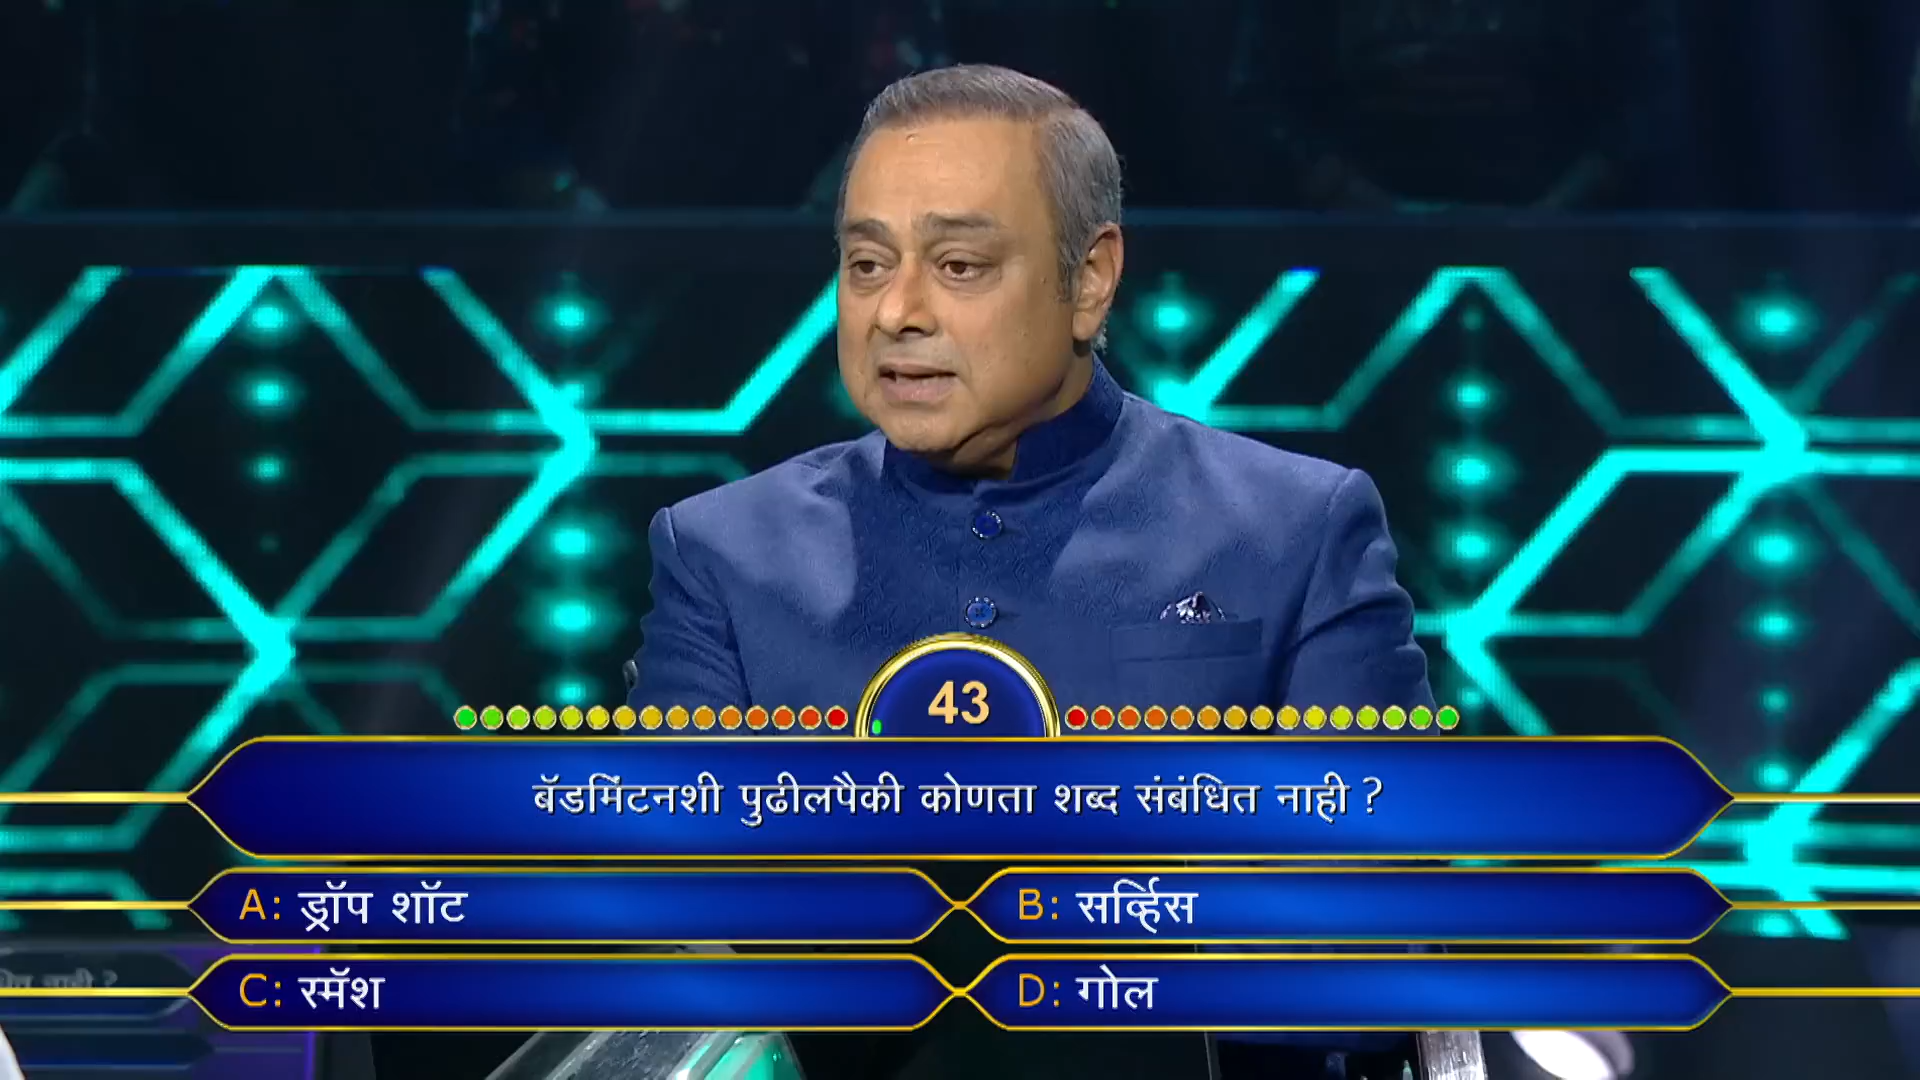 43
बॅडमिंटनशी पुढीलपैकी कोणता शब्द संबंधित नाही ?
A: ड्रॉप शॉट
B: सर्व्हिस
C: स्मॅश
D: गोल
नाही ?